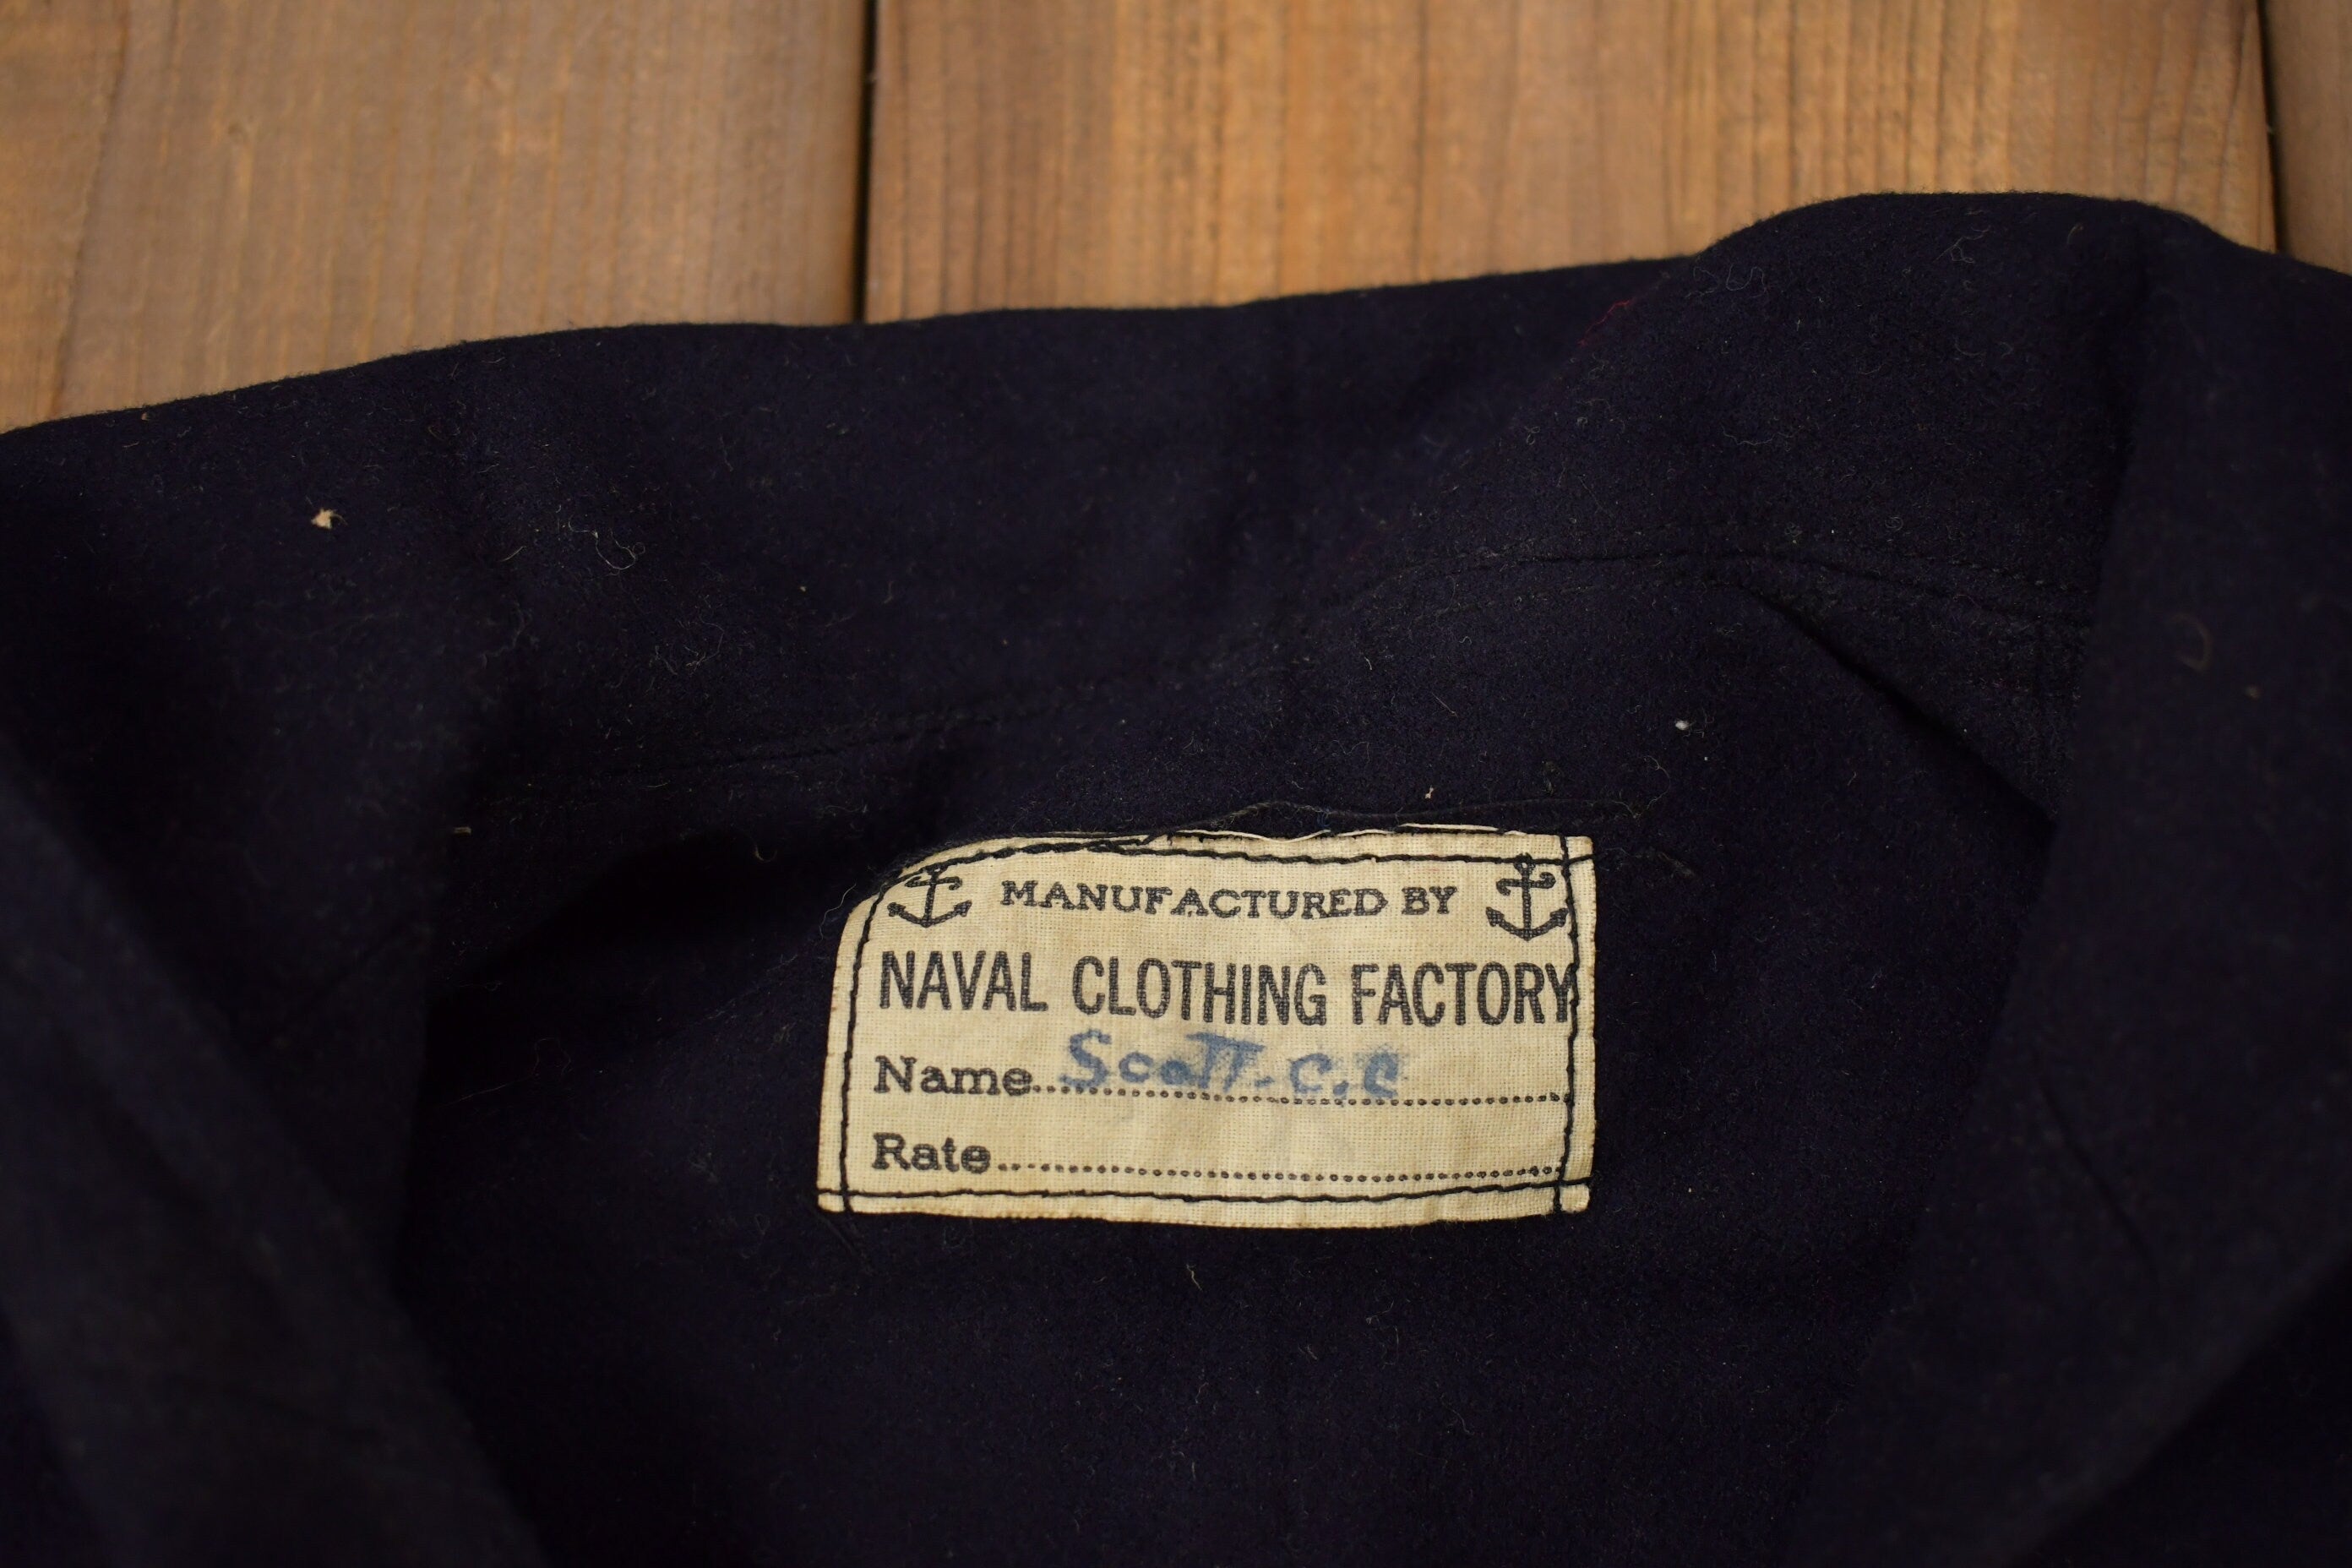 MANUFACTURED BY
NAVAL CLOTHING FACTORY
Name..... Scott. C.C
Rate.....